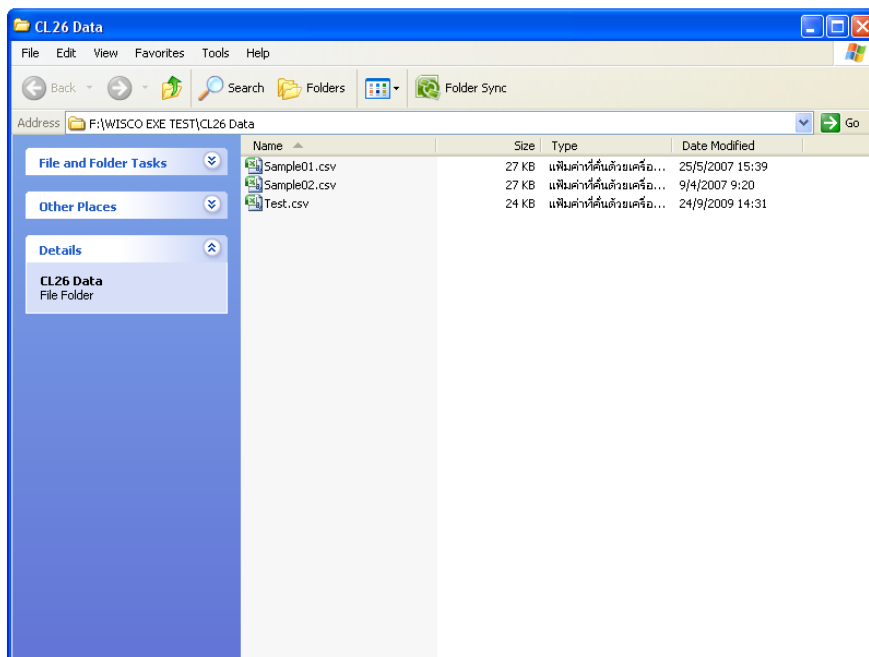 CL26 Data
File Edit View Favorites Tools Help
Back Search Folders Folder Sync
Address F:\WISCO EXE TEST\CL26 Data Go
Name Size Type Date Modified
File and Folder Tasks
Other Places
Details
CL26 Data
File Folder
Sample01.csv 27 KB แฟ้มค่าที่คั่นด้วยเครื่อ... 25/5/2007 15:39
Sample02.csv 27 KB แฟ้มค่าที่คั่นด้วยเครื่อ... 9/4/2007 9:20
Test.csv 24 KB แฟ้มค่าที่คั่นด้วยเครื่อ... 24/9/2009 14:31